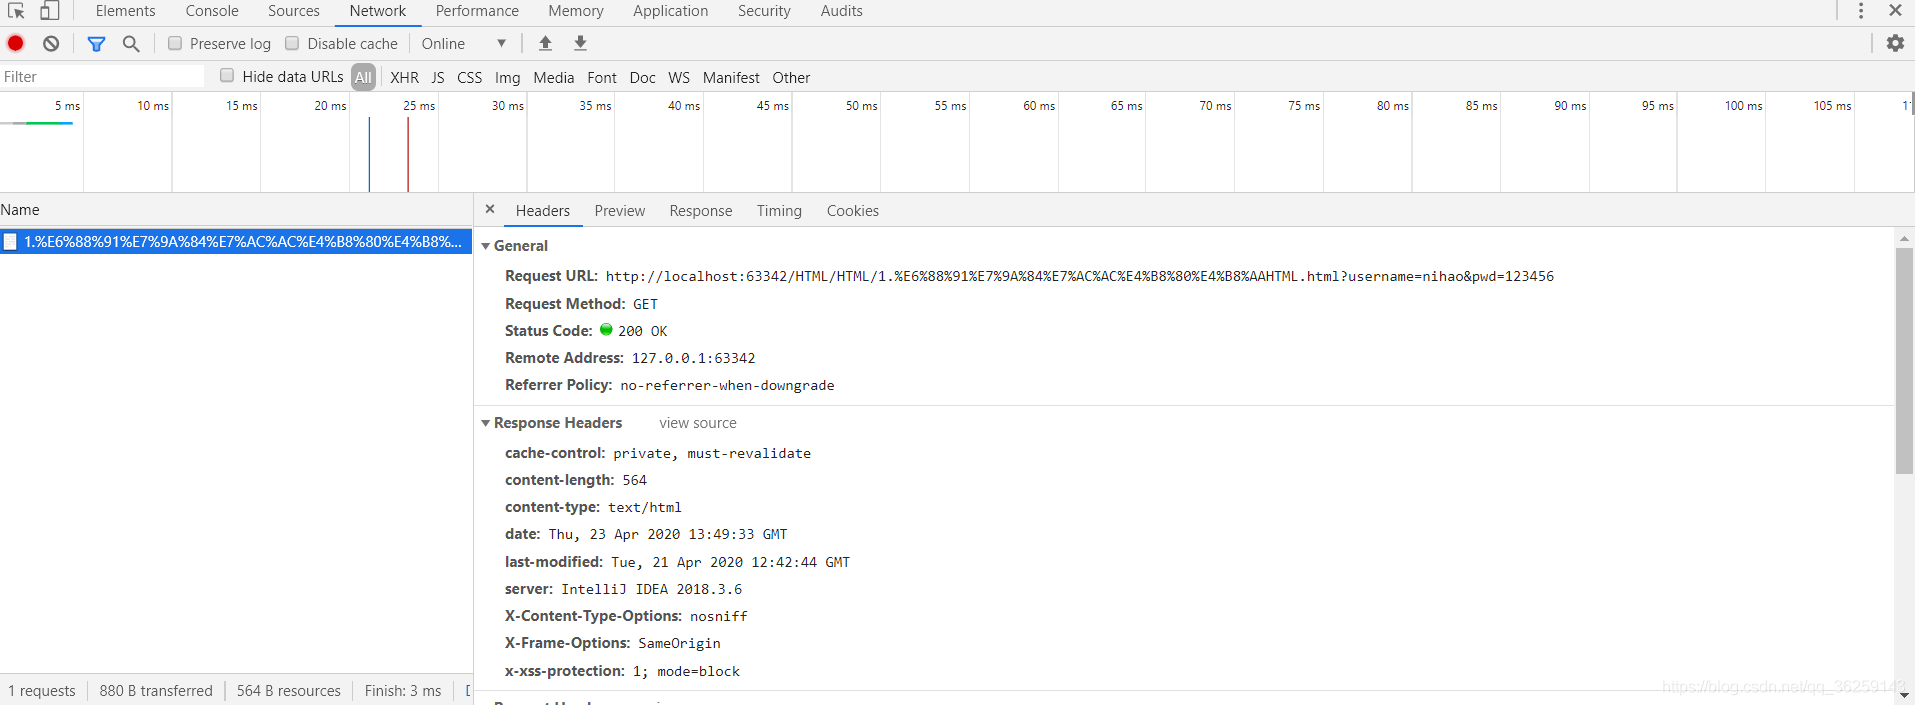 Elements Console Sources Network Performance Memory Application Security Audits
Preserve log Disable cache Online
Filter Hide data URLs All XHR JS CSS Img Media Font Doc WS Manifest Other
5 ms 10 ms 15 ms 20 ms 25 ms 30 ms 35 ms 40 ms 45 ms 50 ms 55 ms 60 ms 65 ms 70 ms 75 ms 80 ms 85 ms 90 ms 95 ms 100 ms 105 ms
Name
Headers Preview Response Timing Cookies
1.%E6%88%91%E7%9A%84%E7%AC%AC%E4%B8%80%E4%B8%...
General
Request URL: http://localhost:63342/HTML/HTML/1.%E6%88%91%E7%9A%84%E7%AC%AC%E4%B8%80%E4%B8%AAHTML.html?username=nihao&pwd=123456
Request Method: GET
Status Code: 200 OK
Remote Address: 127.0.0.1:63342
Referrer Policy: no-referrer-when-downgrade
Response Headers view source
cache-control: private, must-revalidate
content-length: 564
content-type: text/html
date: Thu, 23 Apr 2020 13:49:33 GMT
last-modified: Tue, 21 Apr 2020 12:42:44 GMT
server: IntelliJ IDEA 2018.3.6
X-Content-Type-Options: nosniff
X-Frame-Options: SameOrigin
x-xss-protection: 1; mode=block
1 requests 880 B transferred 564 B resources Finish: 3 ms
https://blog.csdn.net/qq_36259143